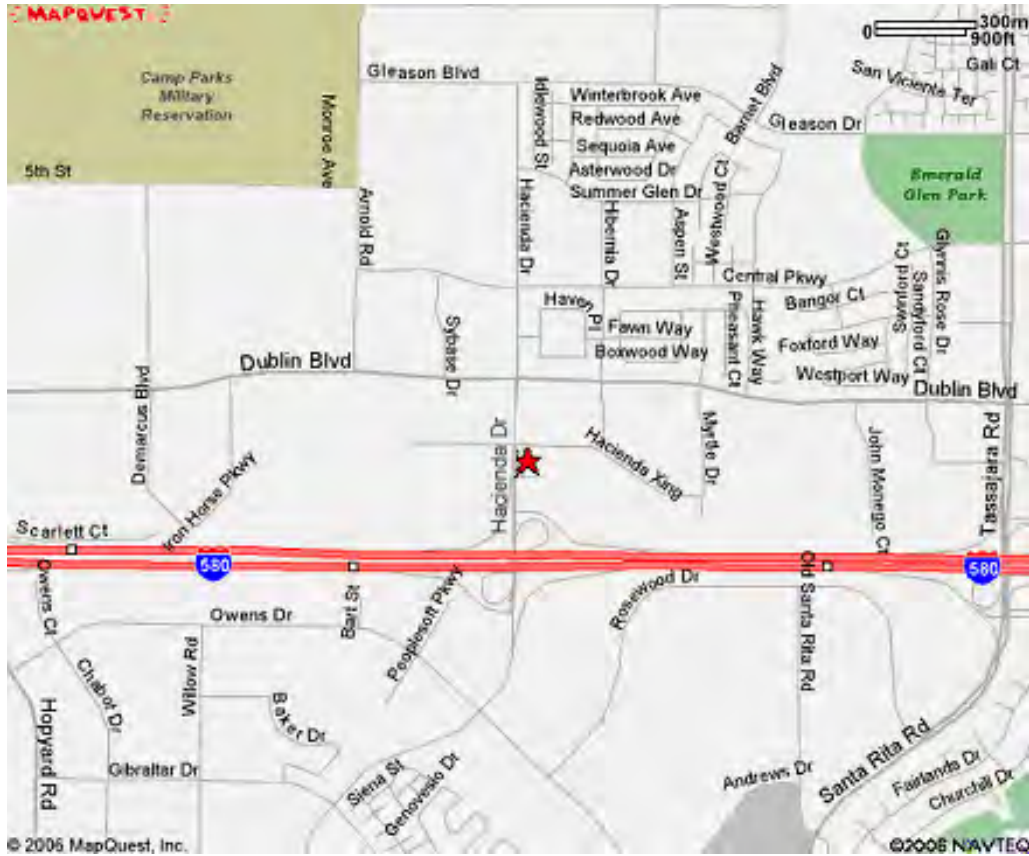 MAPQUEST
300m
0
900ft
Gali Ct
San Vicente Ter
Camp Parks
Military
Reservation
Monroe Ave
Gleason Blvd
Idlewood St
Winterbrook Ave
Redwood Ave
Sequoia Ave
Asterwood Dr
Summer Glen Dr
Barnet Blvd
Gleason Dr
5th St
Arnold Rd
Hacienda Dr
Hibernia Dr
Aspen St
Westwood Ct
Emerald
Glen Park
Central Pkwy
Glynnis Rose Dr
Sandyford Ct
Sanford Ct
Bangor Ct
Haven Pl
Fawn Way
Boxwood Way
Pheasant Ct
Hawk Way
Foxford Way
Westport Way
Sybase Dr
Dublin Blvd
Dublin Blvd
Demarcus Blvd
Iron Horse Pkwy
Hacienda Dr
Hacienda Xing
Myrtle Dr
John Monego Ct
Tassajara Rd
Scarlett Ct
580
580
Owens Ct
Owens Dr
Bart St
Peoplesoft Pkwy
Rosewood Dr
Old Santa Rita Rd
Chabot Dr
Willow Rd
Baker Dt
Hopyard Rd
Gibraltar Dr
Siena St
Genovesio Dr
Andrews Dr
Santa Rita Rd
Fairlands Dr
Churchill Dr
© 2006 MapQuest, Inc.
©2006 NAVTEQ